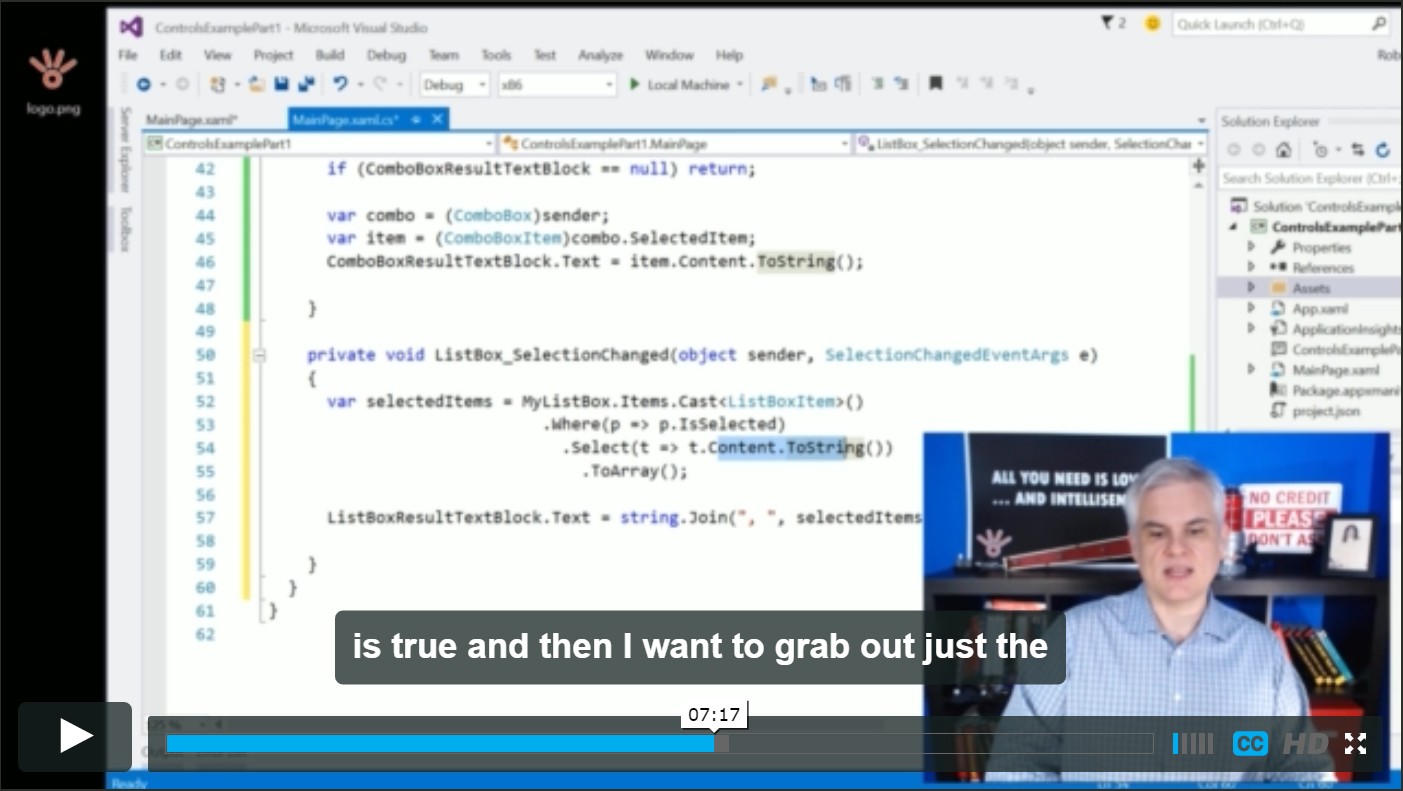 logo.png
ControlsExamplePart1 - Microsoft Visual Studio
2
Quick Launch (Ctrl+Q)
File Edit View Project Build Debug Team Tools Test Analyze Window Help
Rob
Debug x86 Local Machine
Server Explorer
Toolbox
MainPage.xaml*
MainPage.xaml.cs*
ControlsExamplePart1
ControlsExamplePart1.MainPage
ListBox_SelectionChanged(object sender, SelectionChar
42 if (ComboBoxResultTextBlock == null) return;
43
44 var combo = (ComboBox)sender;
45 var item = (ComboBoxItem)combo.SelectedItem;
46 ComboBoxResultTextBlock.Text = item.Content.ToString();
47
48 }
49
50 private void ListBox_SelectionChanged(object sender, SelectionChangedEventArgs e)
51 {
52 var selectedItems = MyListBox.Items.Cast<ListBoxItem>()
53 .Where(p => p.IsSelected)
54 .Select(t => t.Content.ToString())
55 .ToArray();
56
57 ListBoxResultTextBlock.Text = string.Join(", ", selectedItems
58
59 }
60 }
61 }
62
Solution Explorer
Search Solution Explorer (Ctrl+;
Solution 'ControlsExample
ControlsExamplePart
Properties
References
Assets
App.xaml
ApplicationInsights
ControlsExamplePa
MainPage.xaml
Package.appxmani
project.json
ALL YOU NEED IS LOV
... AND INTELLISEN
NO CREDIT
PLEASE
DON'T AS
is true and then I want to grab out just the
07:17
CC HD
Ready